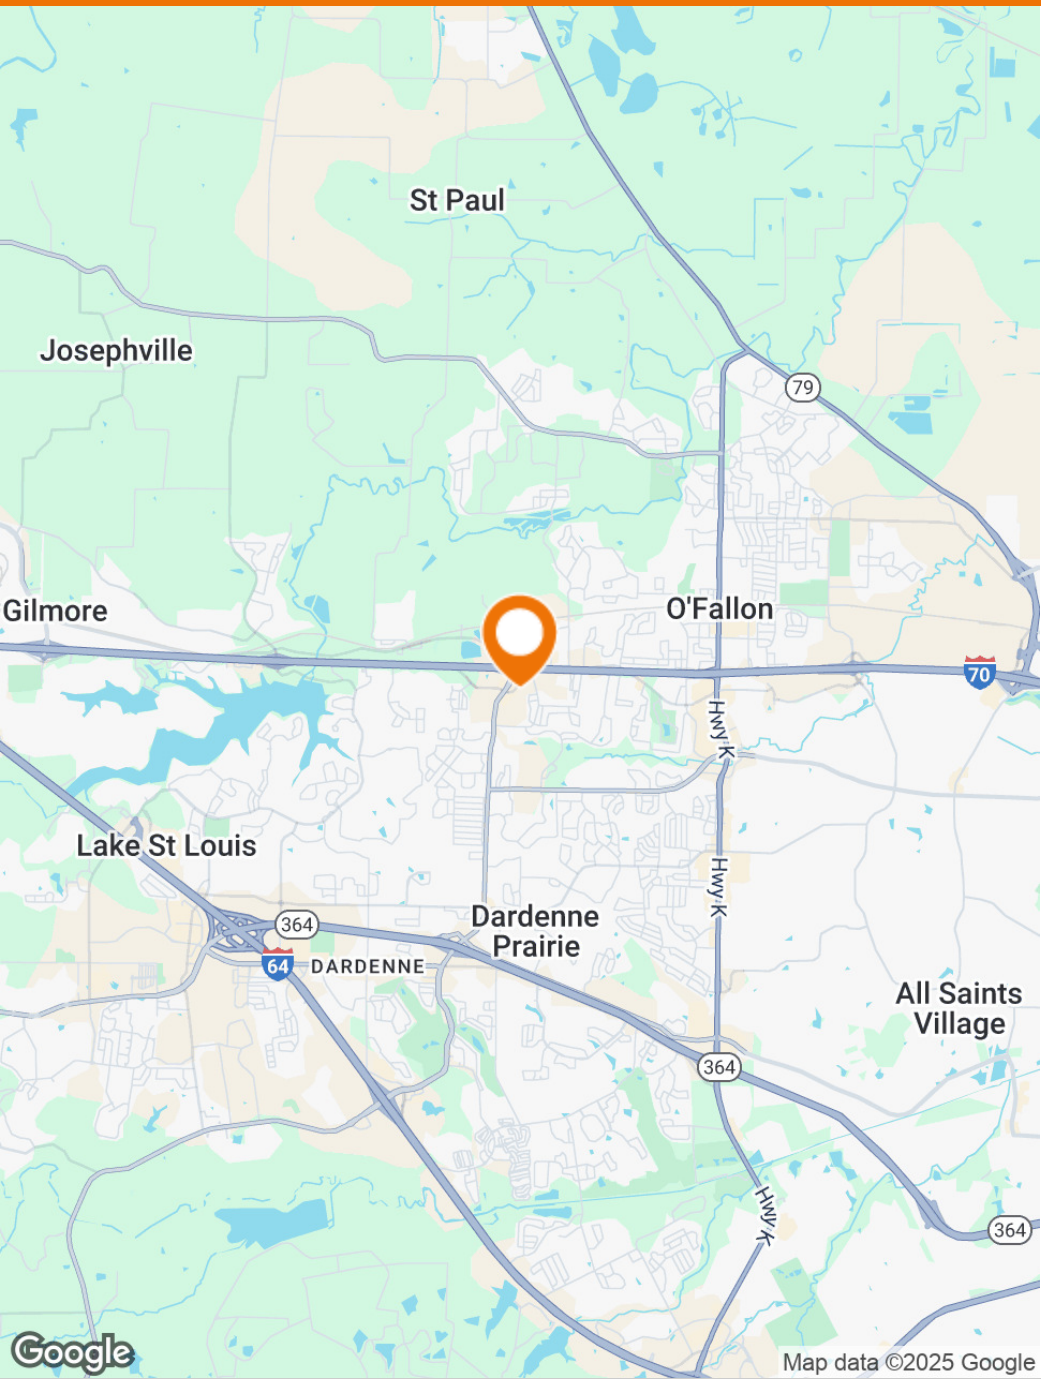 St Paul
Josephville
79
Gilmore
O'Fallon
70
Hwy K
Lake St Louis
Hwy K
364
Dardenne
Prairie
64
DARDENNE
All Saints
Village
364
Hwy K
364
Google
Map data ©2025 Google